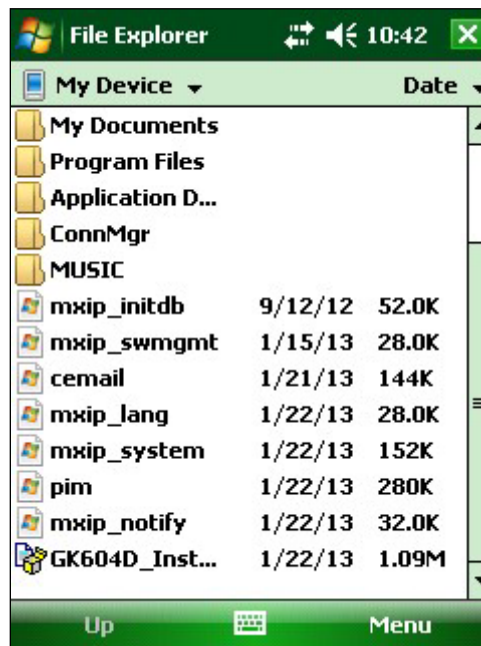 File Explorer 10:42
My Device Date
My Documents
Program Files
Application D...
ConnMgr
MUSIC
mxip_initdb 9/12/12 52.0K
mxip_swmgmt 1/15/13 28.0K
cemail 1/21/13 144K
mxip_lang 1/22/13 28.0K
mxip_system 1/22/13 152K
pim 1/22/13 280K
mxip_notify 1/22/13 32.0K
GK604D_Inst... 1/22/13 1.09M
Up Menu